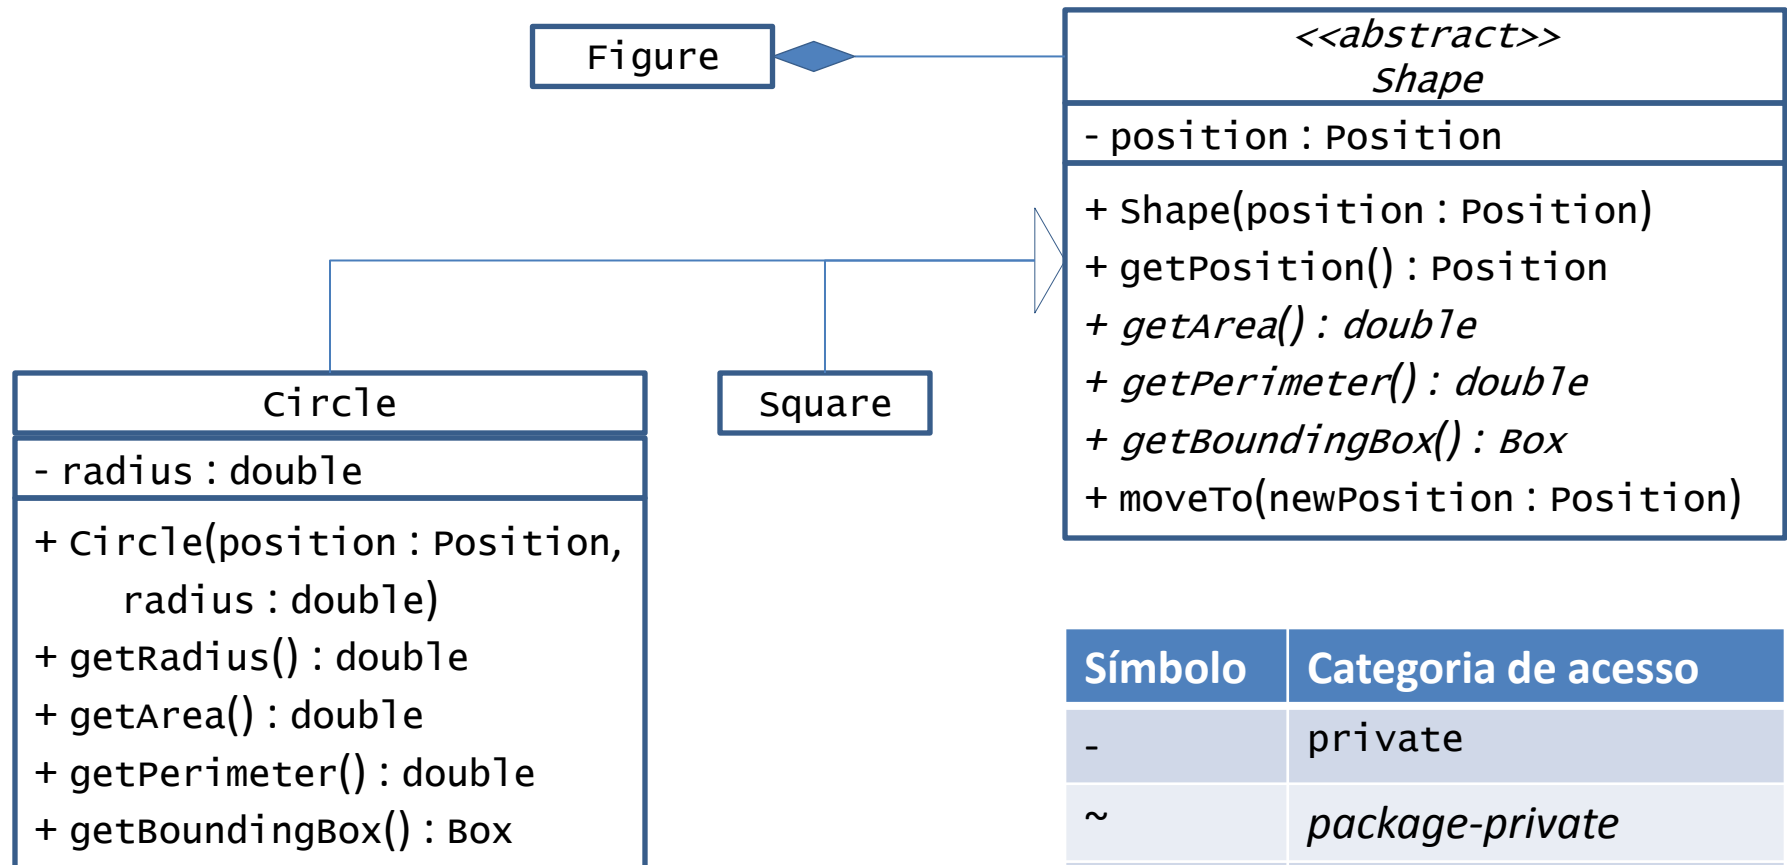 Figure
<<abstract>>
Shape
- position : Position
+ Shape(position : Position)
+ getPosition() : Position
+ getArea() : double
+ getPerimeter() : double
+ getBoundingBox() : Box
+ moveTo(newPosition : Position)
Circle
- radius : double
+ Circle(position : Position,
radius : double)
+ getRadius() : double
+ getArea() : double
+ getPerimeter() : double
+ getBoundingBox() : Box
Square
Símbolo Categoria de acesso
- private
~ package-private